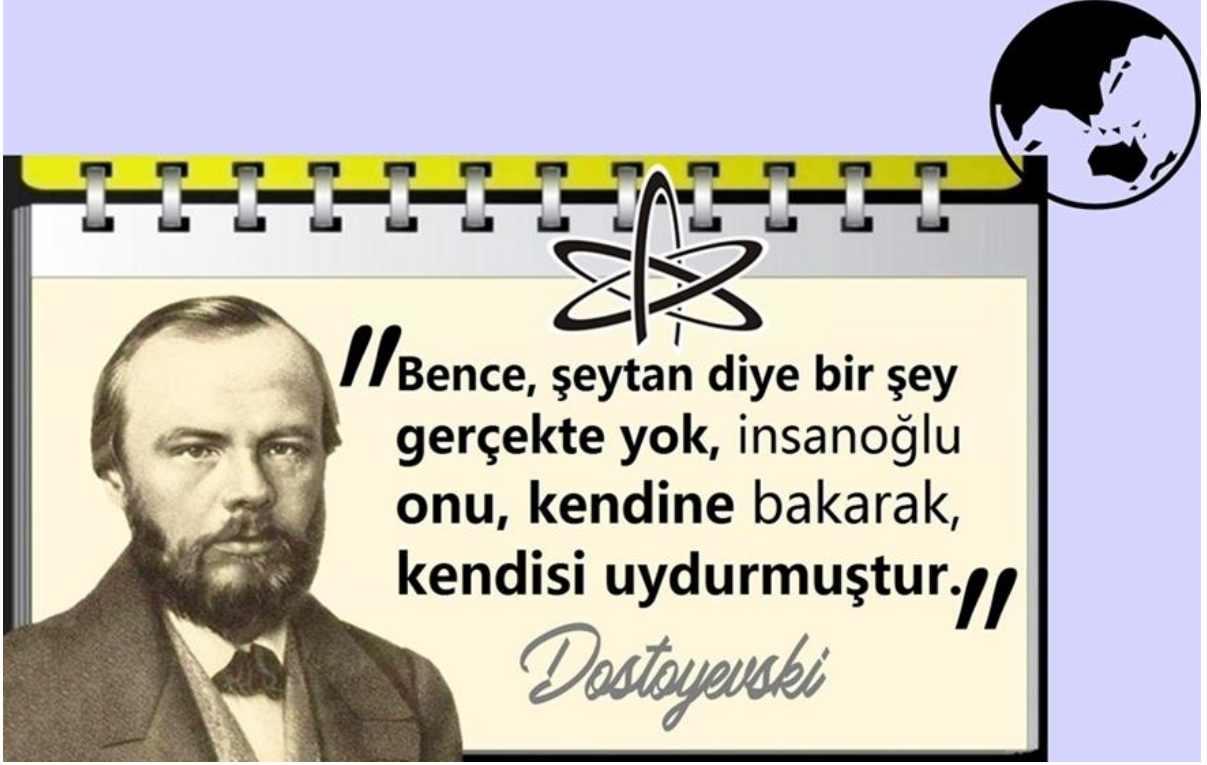 "Bence, şeytan diye bir şey
gerçekte yok, insanoğlu
onu, kendine bakarak,
kendisi uydurmuştur."
Dostoyevski